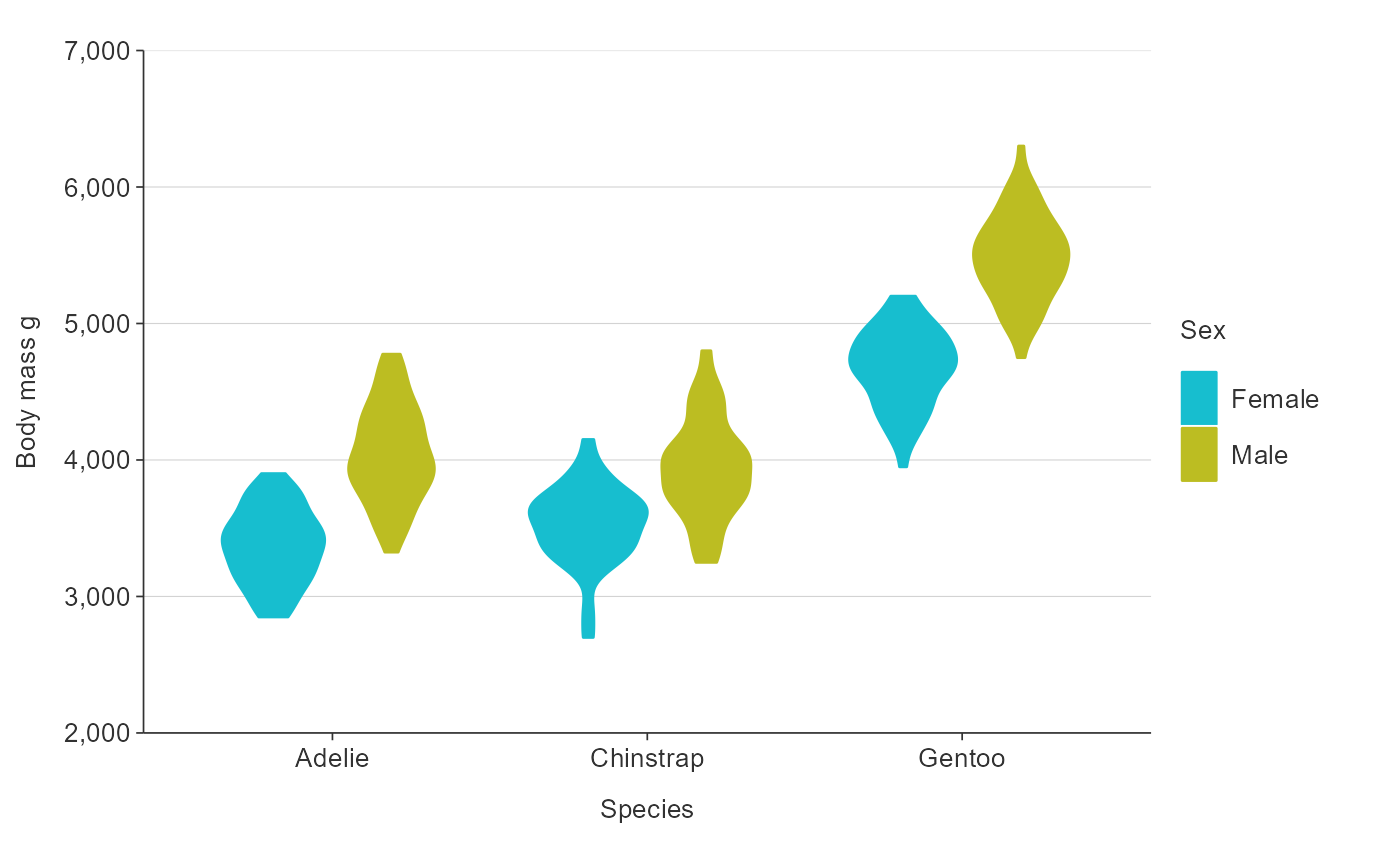 7,000
6,000
5,000
4,000
3,000
2,000
Body mass g
Adelie Chinstrap Gentoo
Species
Sex
Female
Male